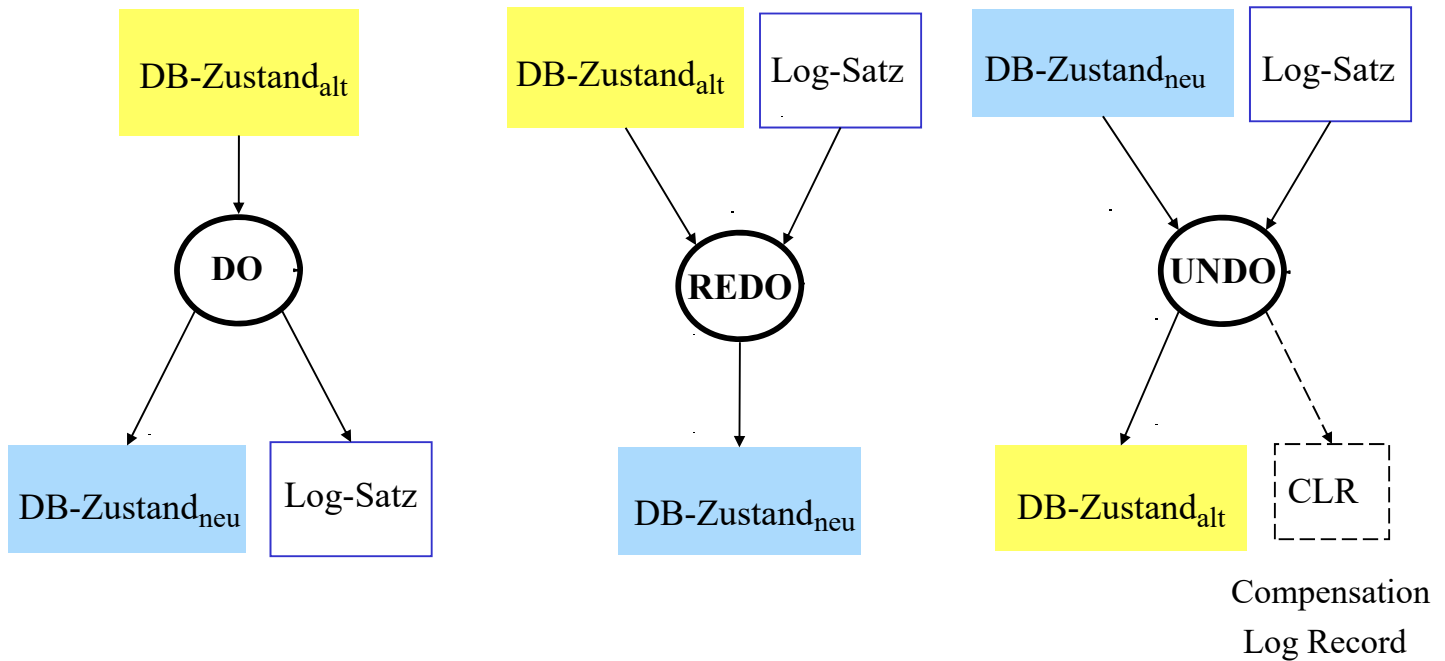 DB-Zustandalt
DO
DB-Zustandneu
Log-Satz
DB-Zustandalt
Log-Satz
REDO
DB-Zustandneu
DB-Zustandneu
Log-Satz
UNDO
DB-Zustandalt
CLR
Compensation
Log Record